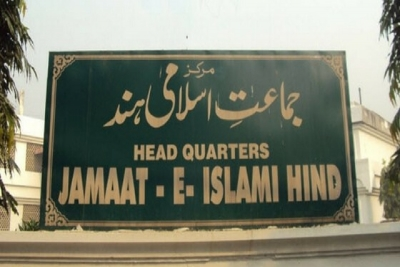 مرکز
جماعتِ اسلامی ہند
HEAD QUARTERS
JAMAAT - E- ISLAMI HIND